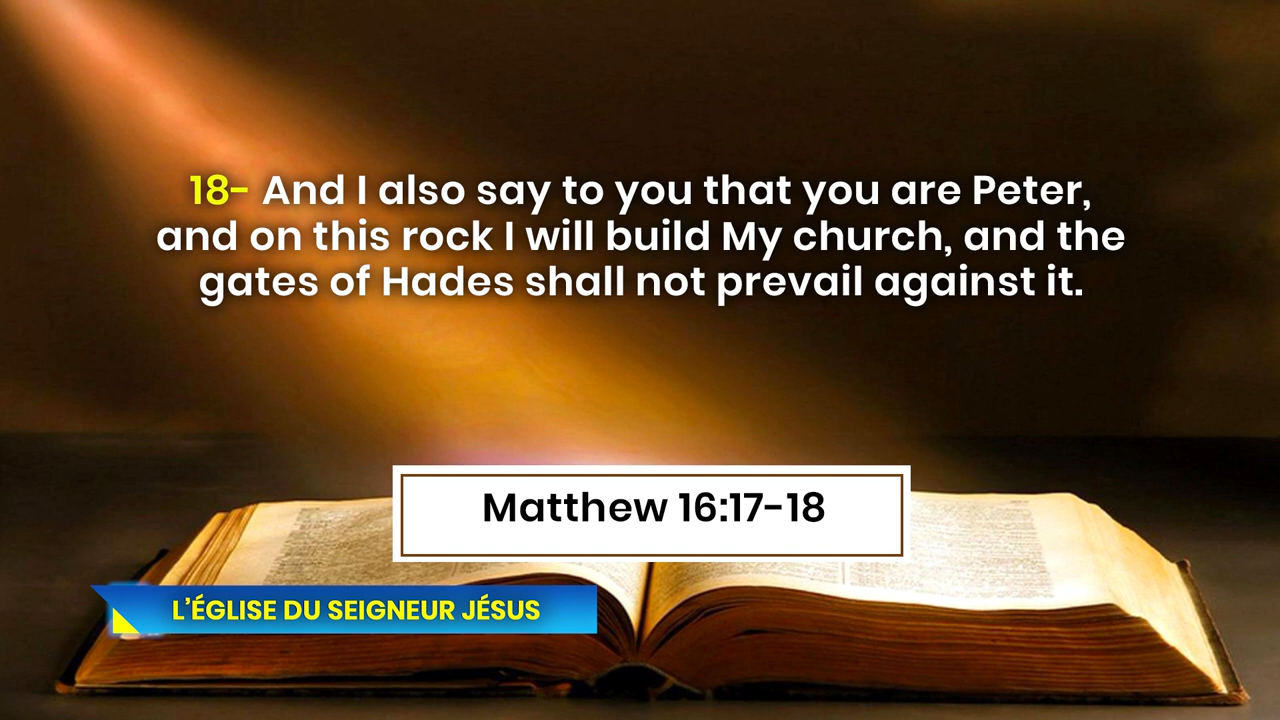 18- And I also say to you that you are Peter,
and on this rock I will build My church, and the
gates of Hades shall not prevail against it.
Matthew 16:17-18
L'ÉGLISE DU SEIGNEUR JÉSUS